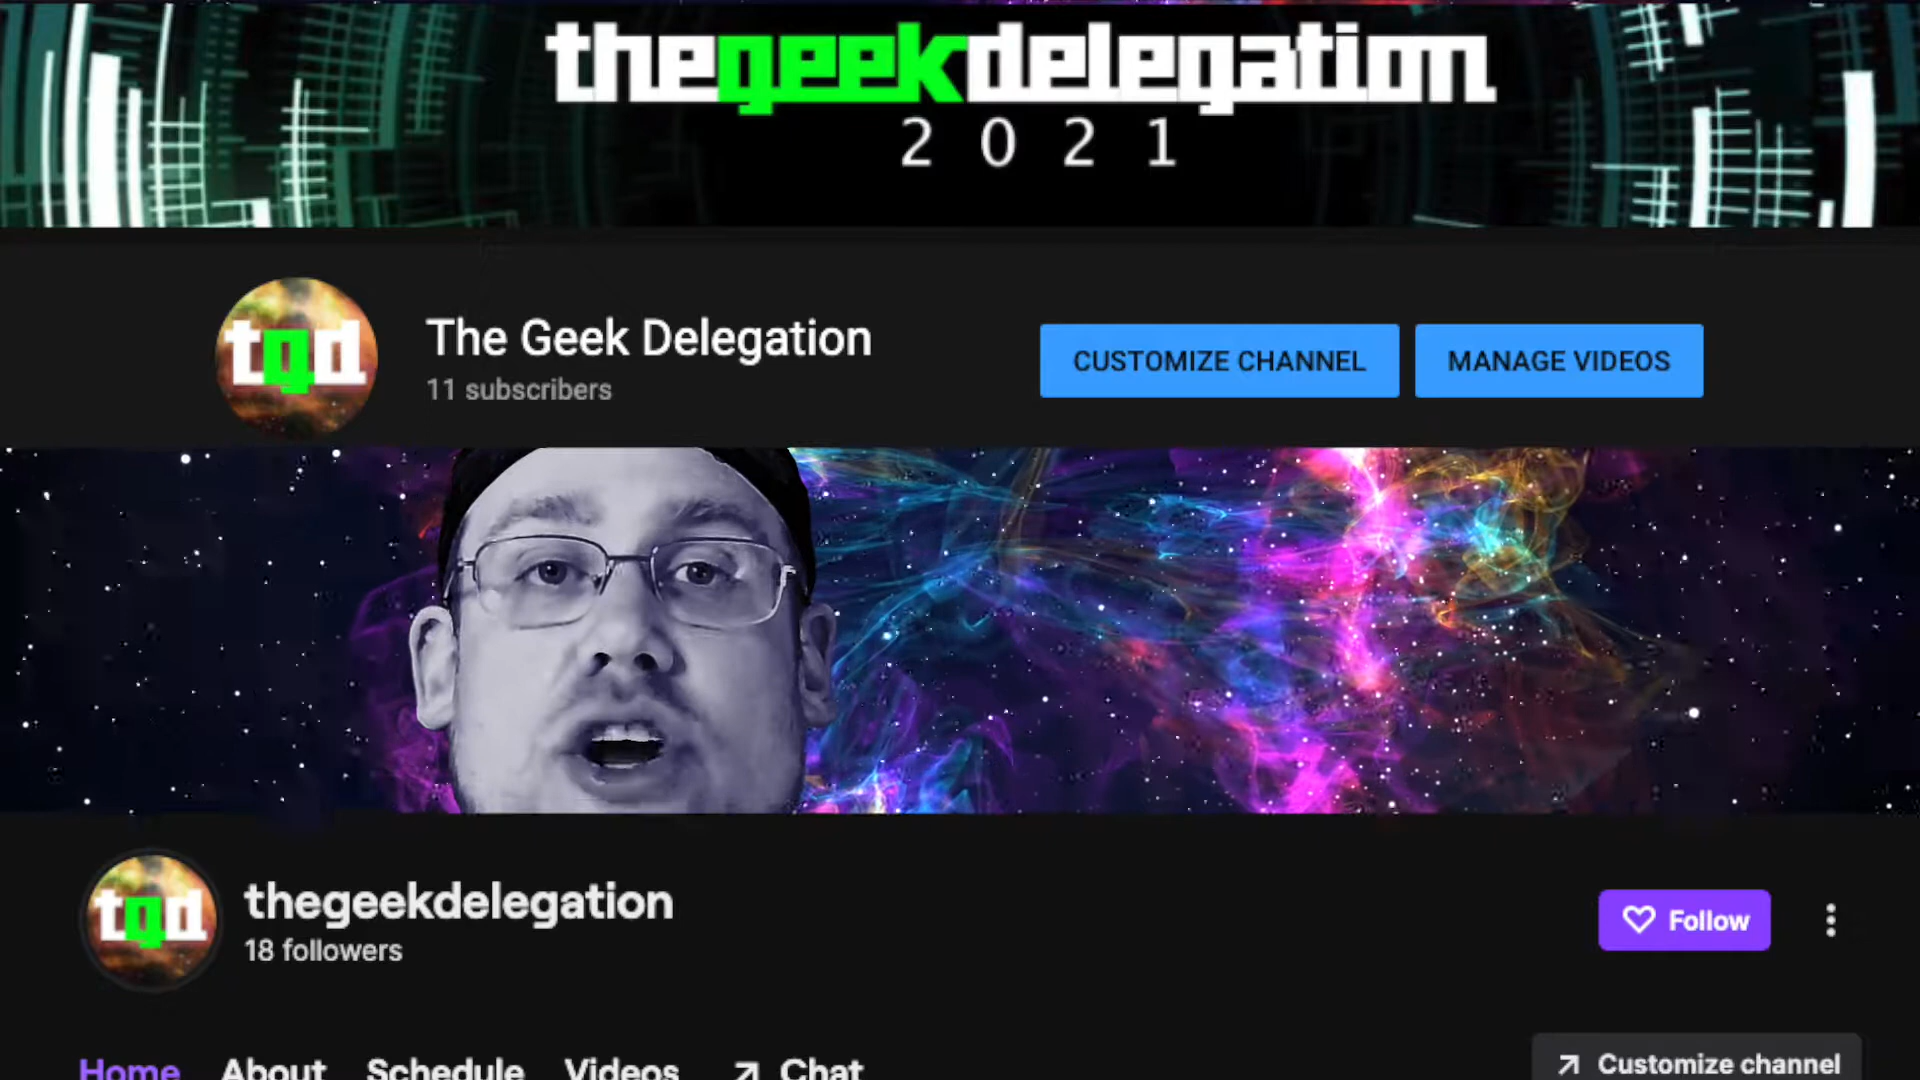 thegeekdelegation
2021
tgd
The Geek Delegation
11 subscribers
CUSTOMIZE CHANNEL
MANAGE VIDEOS
tgd
thegeekdelegation
18 followers
Follow
Home About Schedule Videos Chat
Customize channel